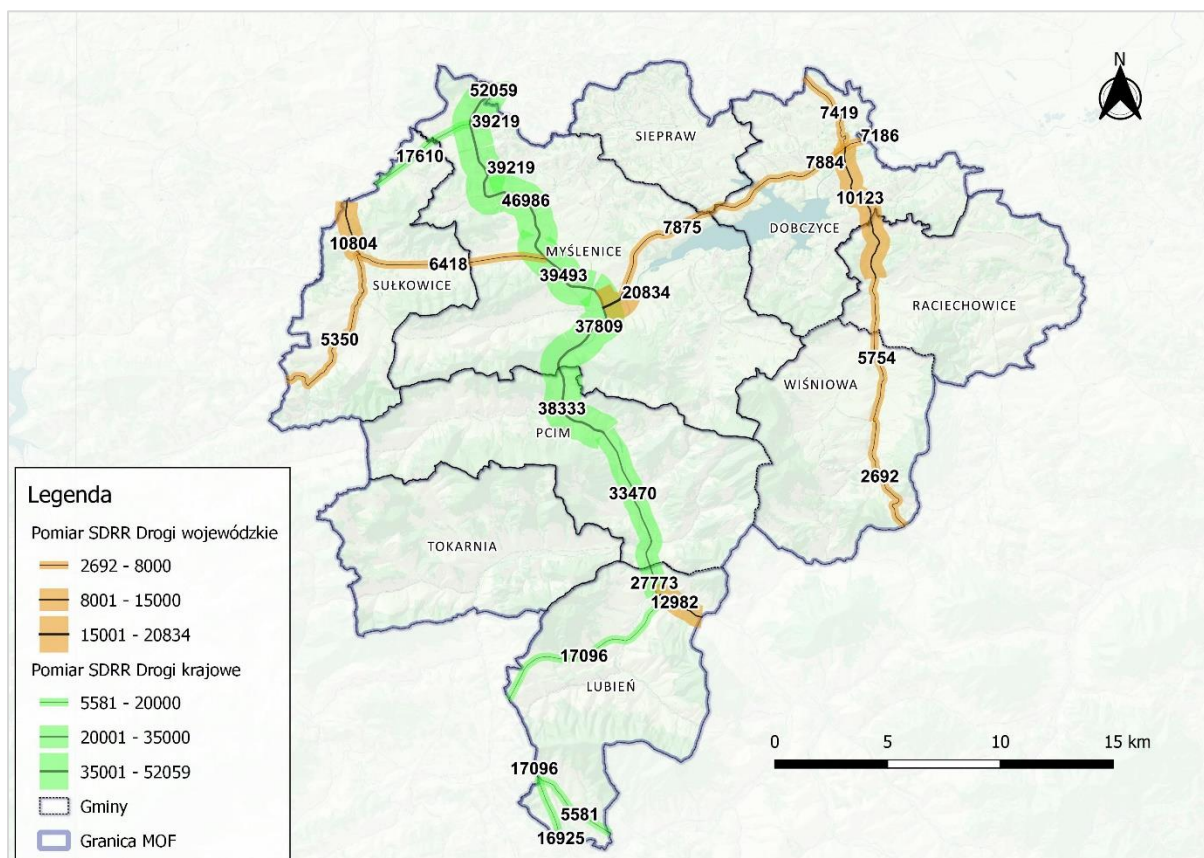 N
52059
39219
17610
39219
46986
SIEPRAW
7419
7186
7884
10123
7875
DOBCZYCE
10804
6418
SUŁKOWICE
MYŚLENICE
39493
20834
37809
RACIECHOWICE
5350
5754
WIŚNIOWA
38333
PCIM
2692
33470
TOKARNIA
27773
12982
17096
LUBIEŃ
17096
5581
16925
0 5 10 15 km
Legenda
Pomiar SDRR Drogi wojewódzkie
2692 - 8000
8001 - 15000
15001 - 20834
Pomiar SDRR Drogi krajowe
5581 - 20000
20001 - 35000
35001 - 52059
Gminy
Granica MOF